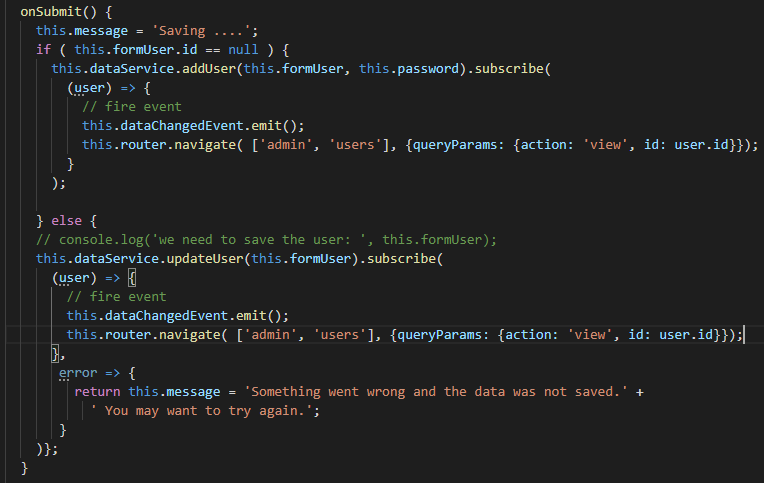 onSubmit() {
  this.message = 'Saving ....';
  if ( this.formUser.id == null ) {
    this.dataService.addUser(this.formUser, this.password).subscribe(
      (user) => {
        // fire event
        this.dataChangedEvent.emit();
        this.router.navigate( ['admin', 'users'], {queryParams: {action: 'view', id: user.id}});
      }
    );

  } else {
  // console.log('we need to save the user: ', this.formUser);
  this.dataService.updateUser(this.formUser).subscribe(
    (user) => {
      // fire event
      this.dataChangedEvent.emit();
      this.router.navigate( ['admin', 'users'], {queryParams: {action: 'view', id: user.id}});
    },
     error => {
       return this.message = 'Something went wrong and the data was not saved.' +
         ' You may want to try again.';
     }
  )};
}